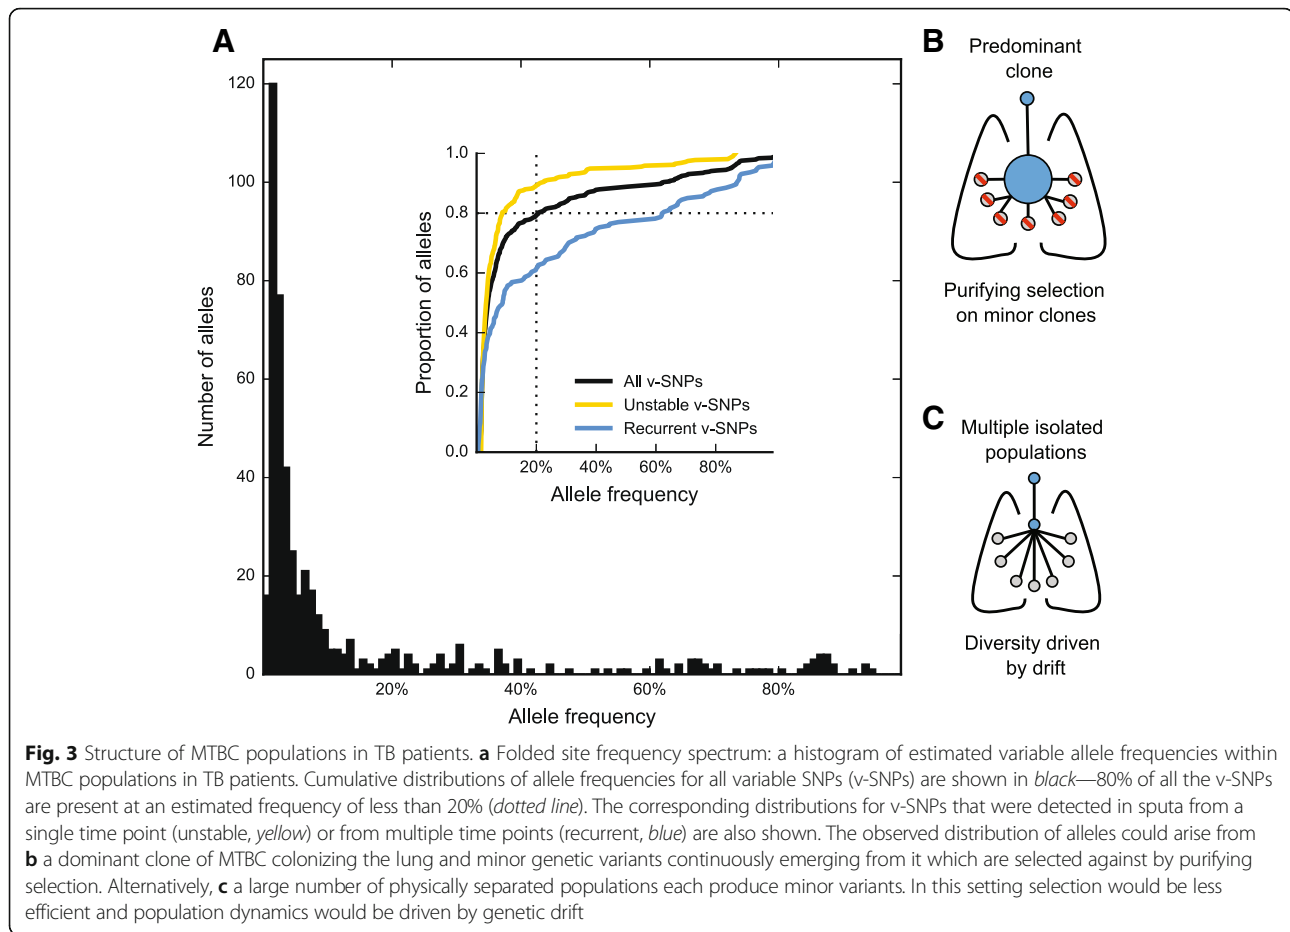 A
120
100
80
60
40
20
0
Number of alleles
20%
40%
60%
80%
Allele frequency
1.0
0.8
0.6
0.4
0.2
0.0
Proportion of alleles
All v-SNPs
Unstable v-SNPs
Recurrent v-SNPs
20%
40%
60%
80%
Allele frequency
B
Predominant
clone
Purifying selection
on minor clones
C
Multiple isolated
populations
Diversity driven
by drift
Fig. 3 Structure of MTBC populations in TB patients. a Folded site frequency spectrum: a histogram of estimated variable allele frequencies within
MTBC populations in TB patients. Cumulative distributions of allele frequencies for all variable SNPs (v-SNPs) are shown in black—80% of all the v-SNPs
are present at an estimated frequency of less than 20% (dotted line). The corresponding distributions for v-SNPs that were detected in sputa from a
single time point (unstable, yellow) or from multiple time points (recurrent, blue) are also shown. The observed distribution of alleles could arise from
b a dominant clone of MTBC colonizing the lung and minor genetic variants continuously emerging from it which are selected against by purifying
selection. Alternatively, c a large number of physically separated populations each produce minor variants. In this setting selection would be less
efficient and population dynamics would be driven by genetic drift